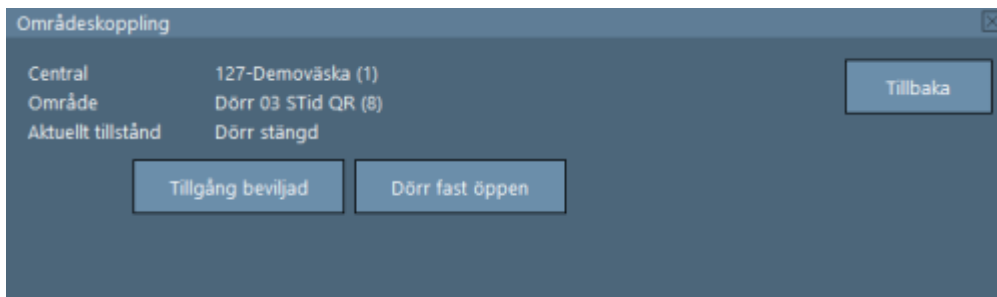 Områdeskoppling
Central 127-Demoväska (1)
Område Dörr 03 STid QR (8)
Aktuellt tillstånd Dörr stängd
Tillbaka
Tillgång beviljad Dörr fast öppen